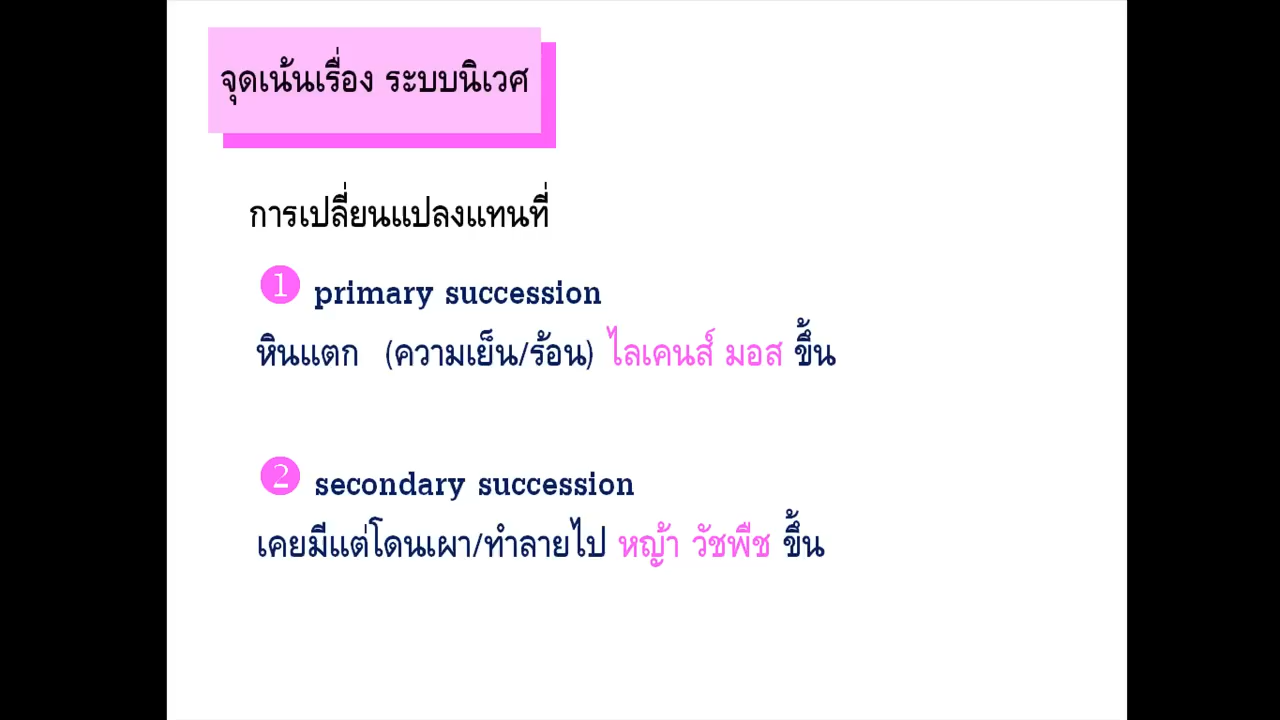 จุดเน้นเรื่อง ระบบนิเวศ
การเปลี่ยนแปลงแทนที่
1 primary succession
หินแตก (ความเย็น/ร้อน) ไลเคนส์ มอส ขึ้น
2 secondary succession
เคยมีแต่โดนเผา/ทำลายไป หญ้า วัชพืช ขึ้น